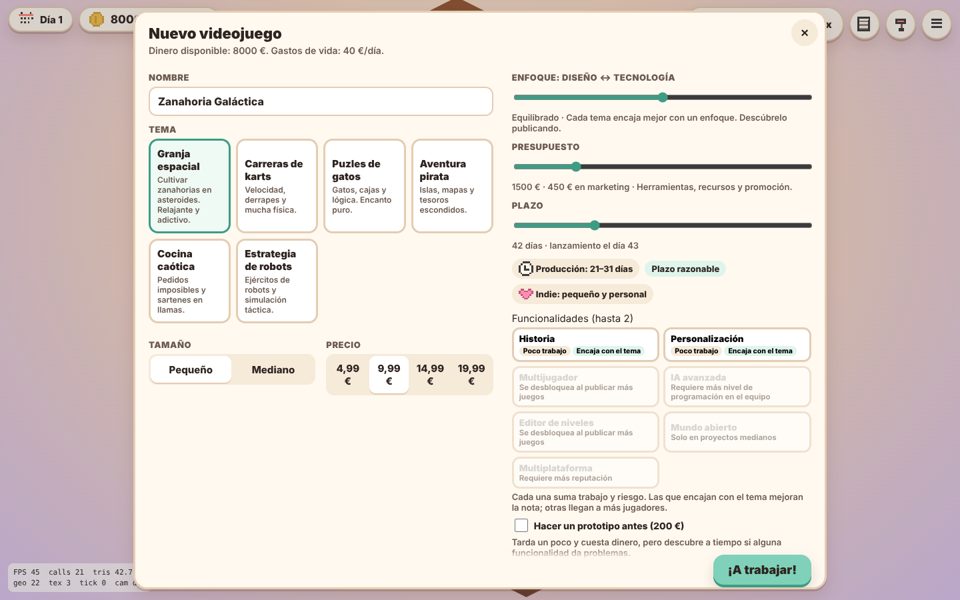 Día 1
800
x
Nuevo videojuego
Dinero disponible: 8000 €. Gastos de vida: 40 €/día.
×
NOMBRE
Zanahoria Galáctica
TEMA
Granja
espacial
Cultivar
zanahorias en
asteroides.
Relajante y
adictivo.
Carreras de
karts
Velocidad,
derrapes y
mucha física.
Puzles de
gatos
Gatos, cajas y
lógica. Encanto
puro.
Aventura
pirata
Islas, mapas y
tesoros
escondidos.
Cocina
caótica
Pedidos
imposibles y
sartenes en
llamas.
Estrategia
de robots
Ejércitos de
robots y
simulación
táctica.
TAMAÑO
Pequeño
Mediano
PRECIO
4,99
€
9,99
€
14,99
€
19,99
€
ENFOQUE: DISEÑO ↔ TECNOLOGÍA
Equilibrado · Cada tema encaja mejor con un enfoque. Descúbrelo
publicando.
PRESUPUESTO
1500 € · 450 € en marketing · Herramientas, recursos y promoción.
PLAZO
42 días · lanzamiento el día 43
Producción: 21–31 días
Plazo razonable
Indie: pequeño y personal
Funcionalidades (hasta 2)
Historia
Poco trabajo Encaja con el tema
Personalización
Poco trabajo Encaja con el tema
Multijugador
Se desbloquea al publicar más
juegos
IA avanzada
Requiere más nivel de
programación en el equipo
Editor de niveles
Se desbloquea al publicar más
juegos
Mundo abierto
Solo en proyectos medianos
Multiplataforma
Requiere más reputación
Cada una suma trabajo y riesgo. Las que encajan con el tema mejoran
la nota; otras llegan a más jugadores.
Hacer un prototipo antes (200 €)
Tarda un poco y cuesta dinero, pero descubre a tiempo si alguna
funcionalidad da problemas.
¡A trabajar!
FPS 45 calls 21 tris 42.7
geo 22 tex 3 tick 0 cam